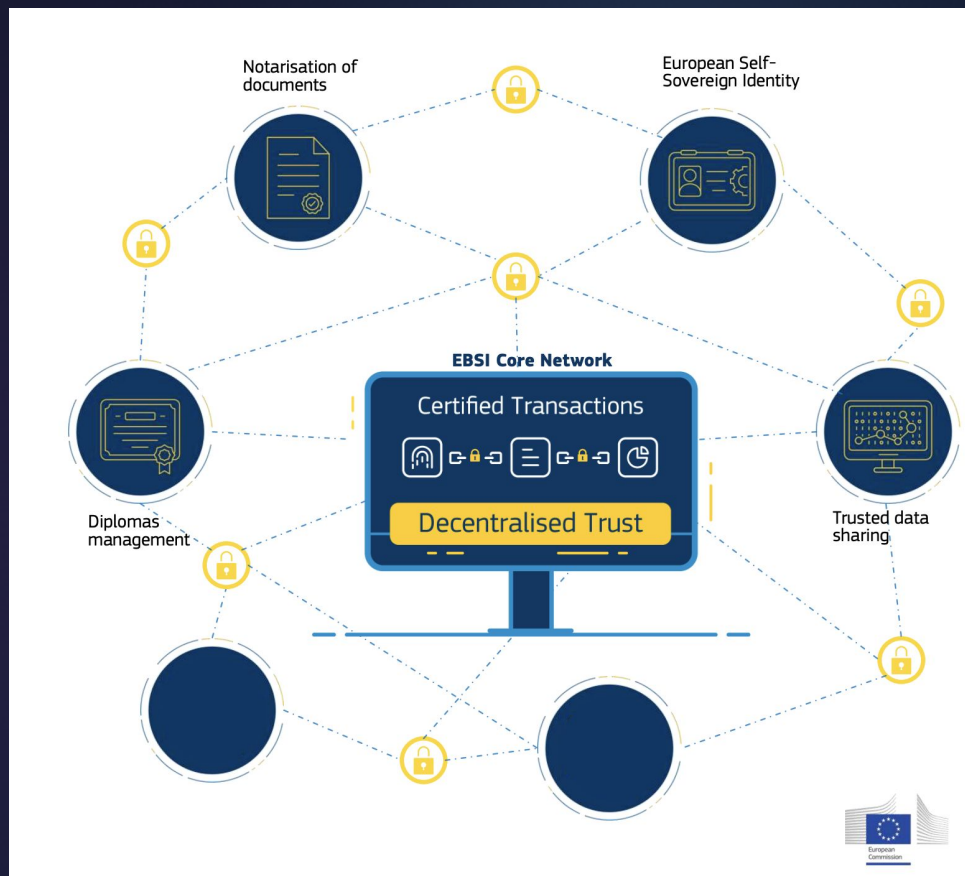 Notarisation of
documents
European Self-
Sovereign Identity
EBSI Core Network
Certified Transactions
Decentralised Trust
Diplomas
management
Trusted data
sharing
European
Commission